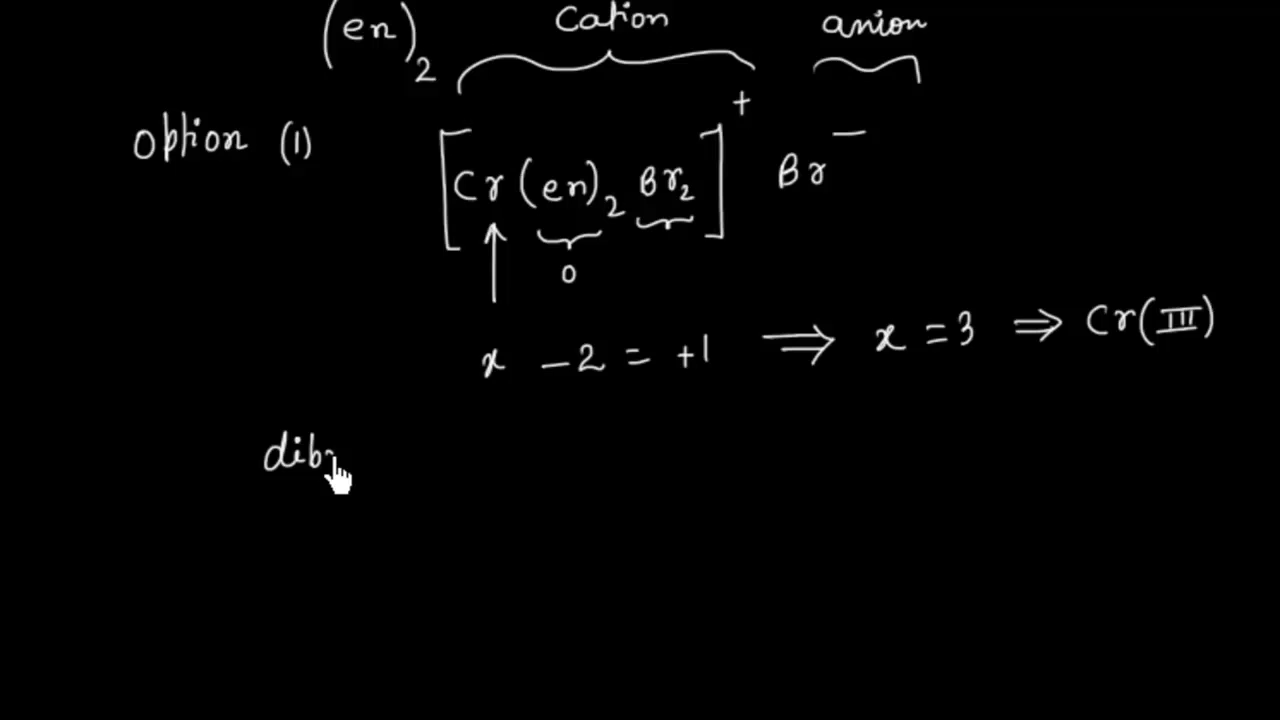 (en)2 Cation anion
Option (1) [Cr(en)2 Br2]+ Br−
0
x − 2 = +1 ⟹ x = 3 ⟹ Cr(III)
dib